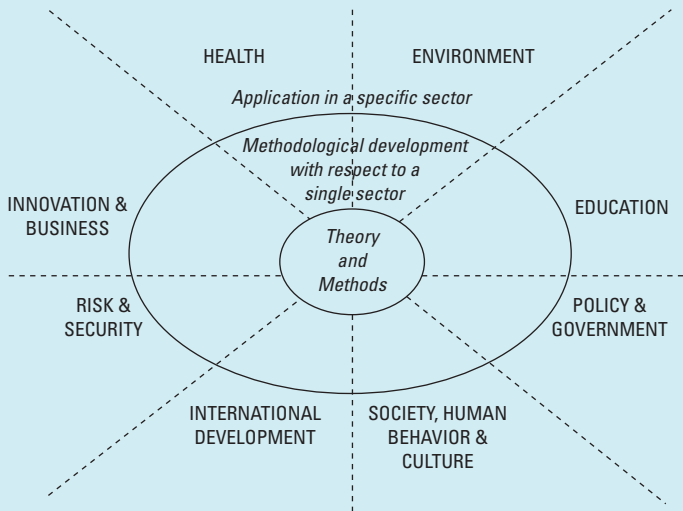 HEALTH
ENVIRONMENT
Application in a specific sector
Methodological development
with respect to a
single sector
INNOVATION &
BUSINESS
EDUCATION
Theory
and
Methods
RISK &
SECURITY
POLICY &
GOVERNMENT
INTERNATIONAL
DEVELOPMENT
SOCIETY, HUMAN
BEHAVIOR &
CULTURE